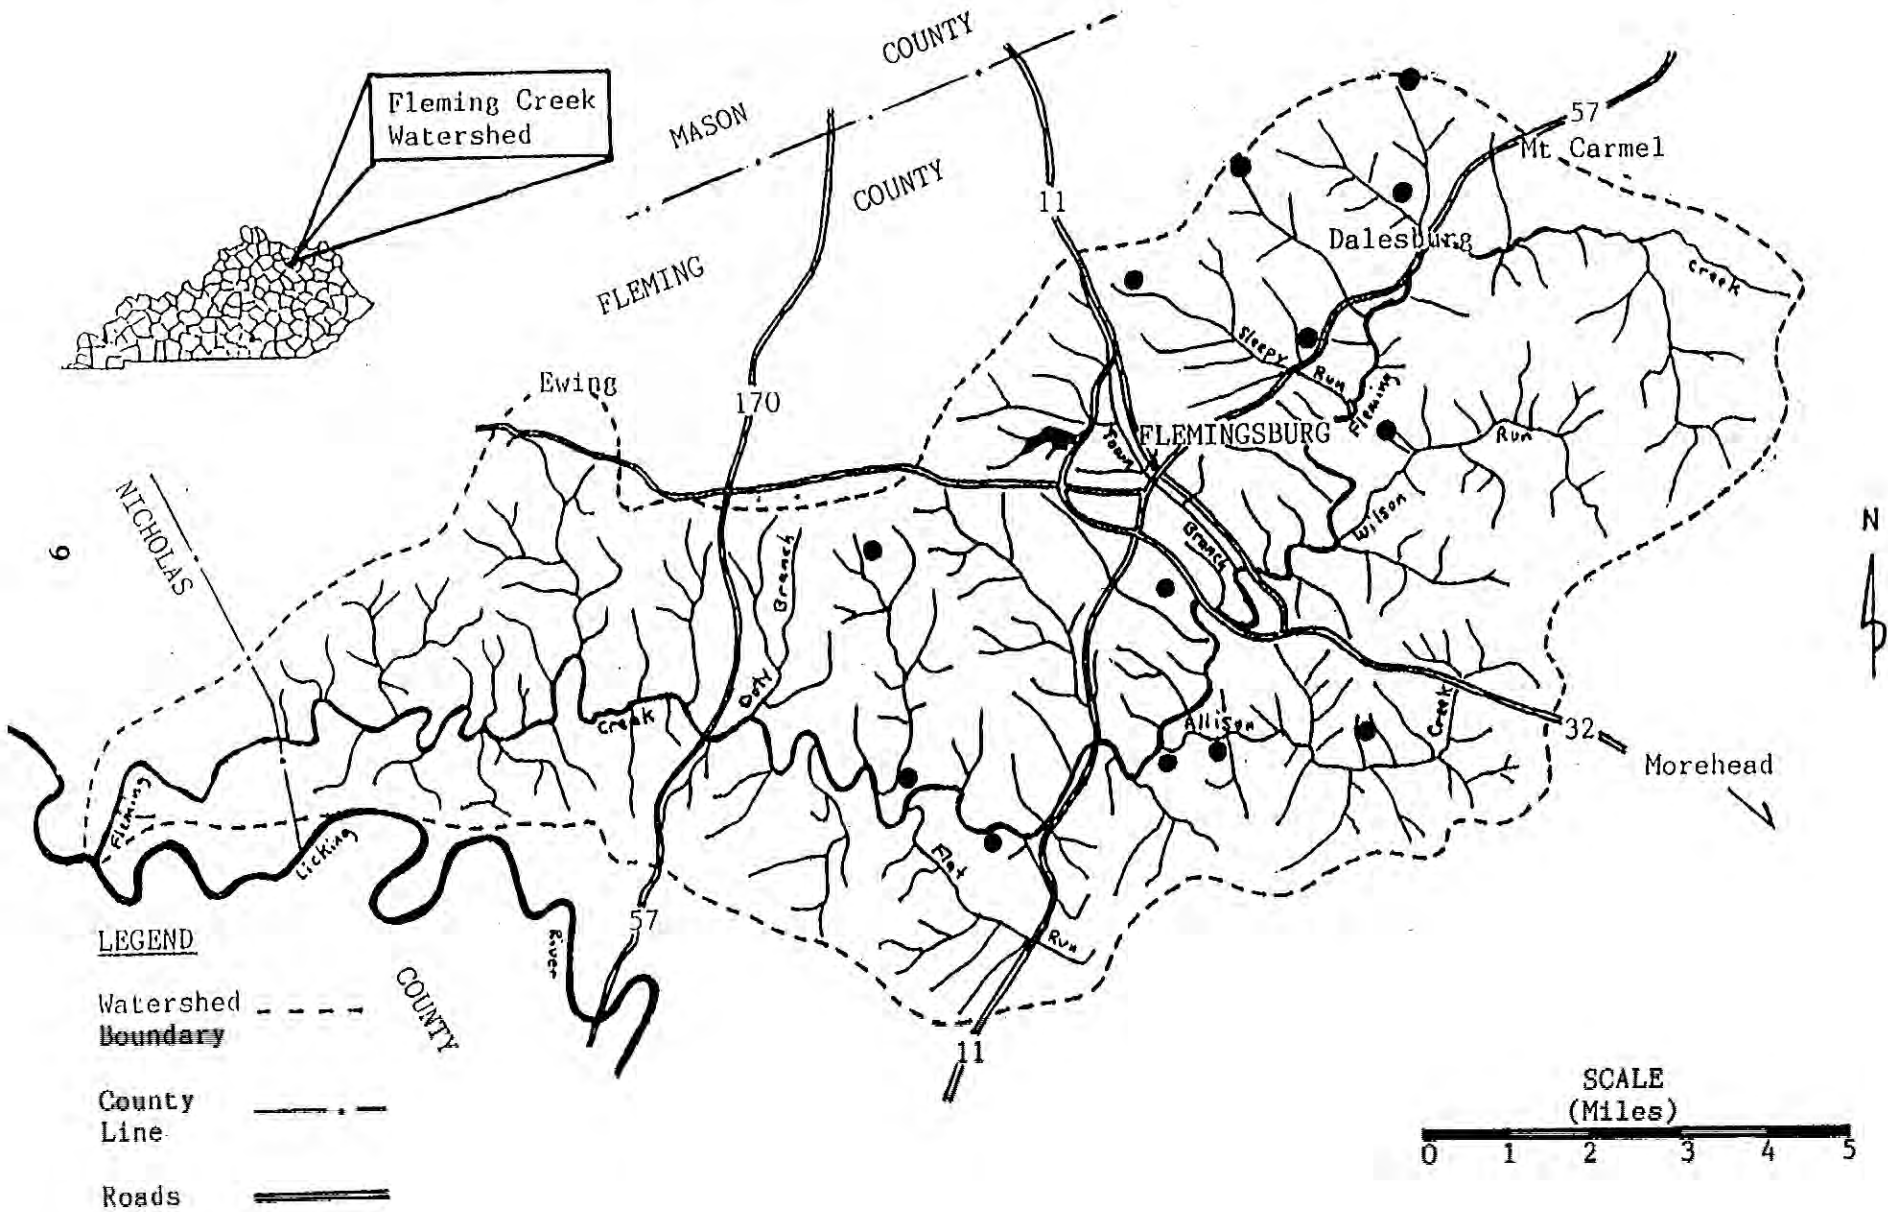 COUNTY
MASON
Fleming Creek
Watershed
57
Mt Carmel
COUNTY
11
Dalesburg
Creek
FLEMING
Sleepy
Run
Fleming
Ewing
170
Town
FLEMINGSBURG
Run
Wilson
NICHOLAS
Branch
Branch
N
9
Doty
Creek
Allison
Creek
32
Morehead
Fleming
Licking
Flat
Run
River
57
11
COUNTY
LEGEND
Watershed
Boundary
County
Line
Roads
SCALE
(Miles)
0 1 2 3 4 5